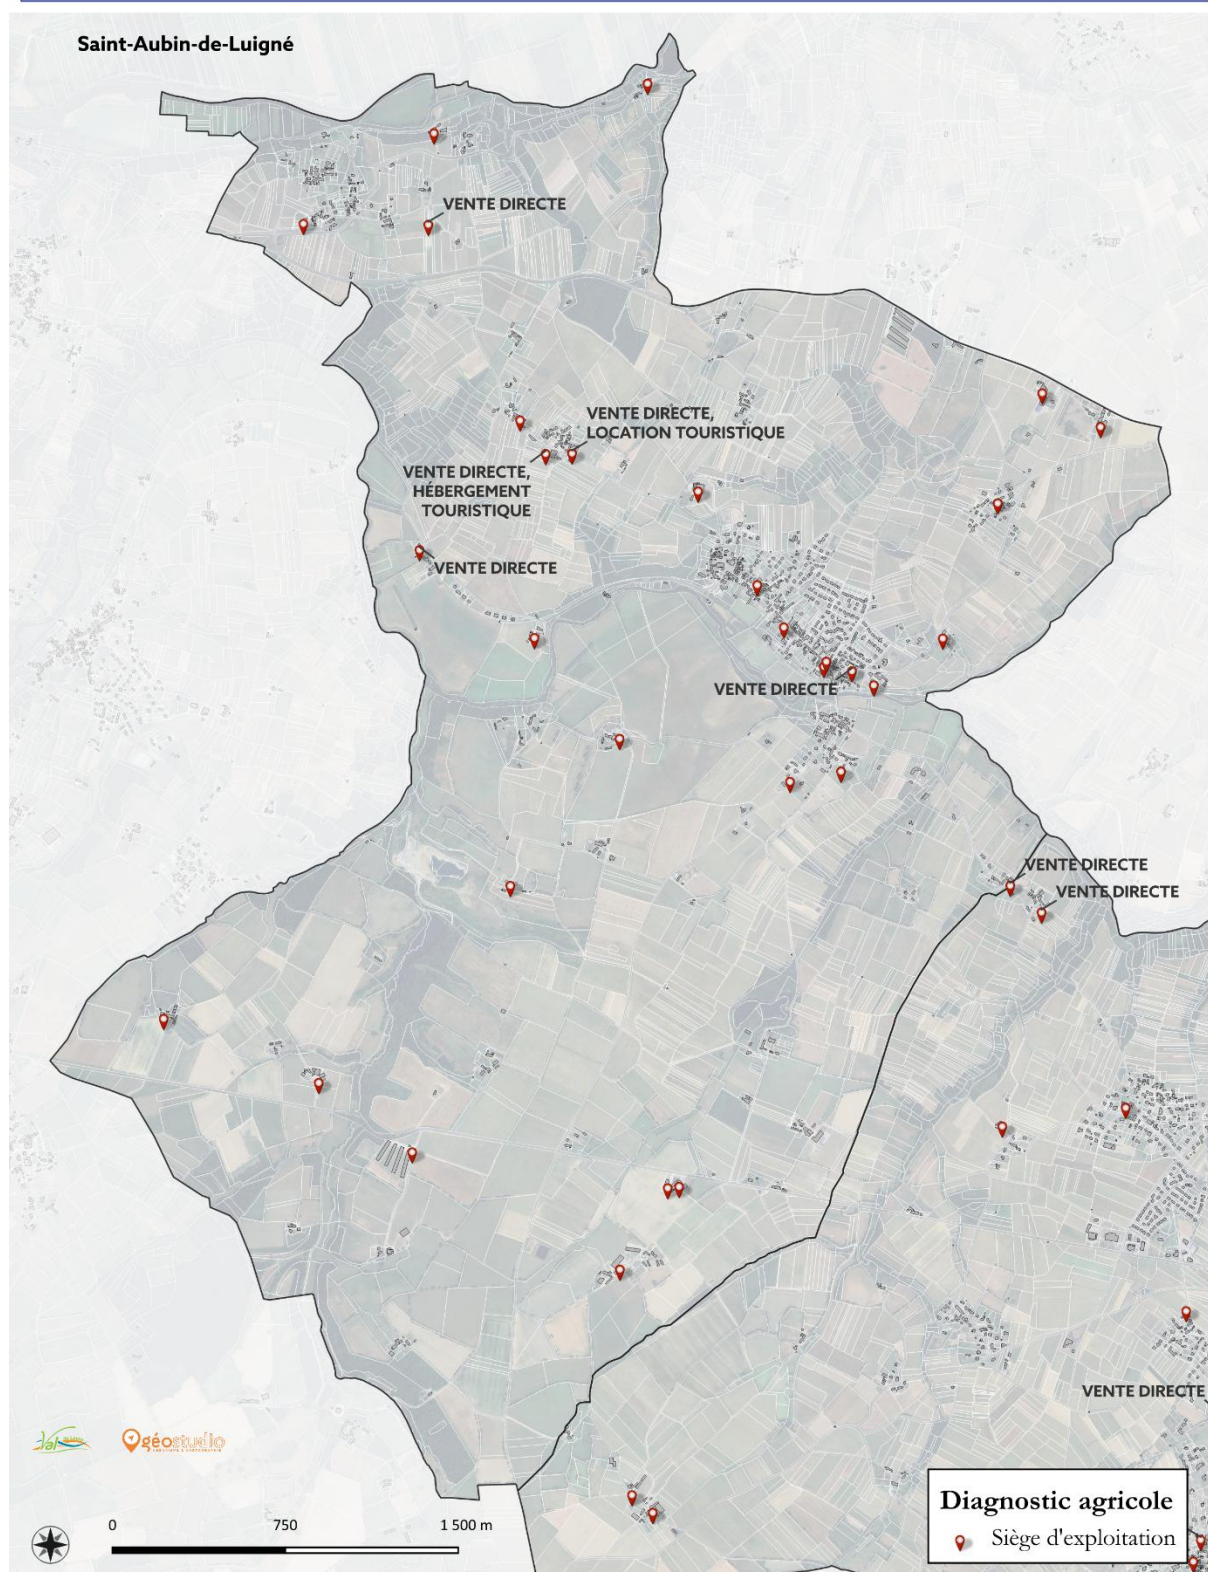 Saint-Aubin-de-Luigné
VENTE DIRECTE
VENTE DIRECTE,
LOCATION TOURISTIQUE
VENTE DIRECTE,
HÉBERGEMENT
TOURISTIQUE
VENTE DIRECTE
VENTE DIRECTE
VENTE DIRECTE
VENTE DIRECTE
VENTE DIRECTE
Val
géostudio
0 750 1 500 m
Diagnostic agricole
Siège d'exploitation